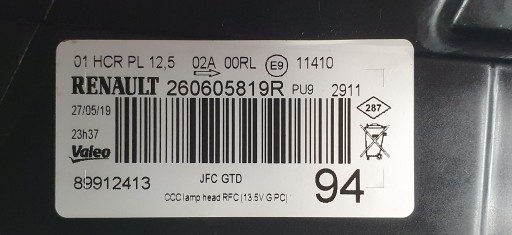 01 HCR PL 12,5 02A 00RL E9 11410
RENAULT 260605819R PU9 2911
27/05/19
287
23h37
Valeo
89912413 JFC GTD 94
CCC lamp head RFC (13.5V G PC)